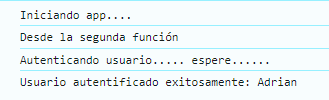 Iniciando app....
Desde la segunda función
Autenticando usuario..... espere......
Usuario autentificado exitosamente: Adrian